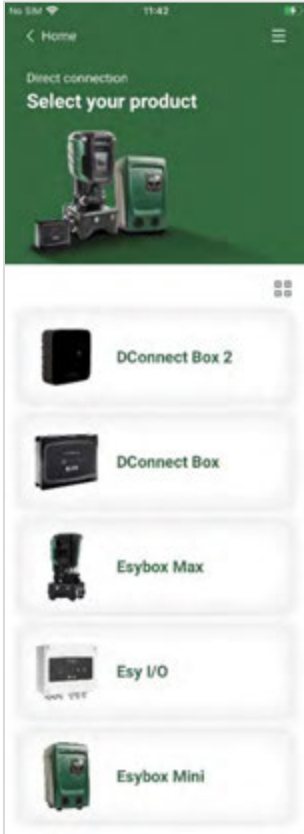 No SIM 11:42
Home
Direct connection
Select your product
DConnect Box 2
DConnect Box
Esybox Max
Esy I/O
Esybox Mini